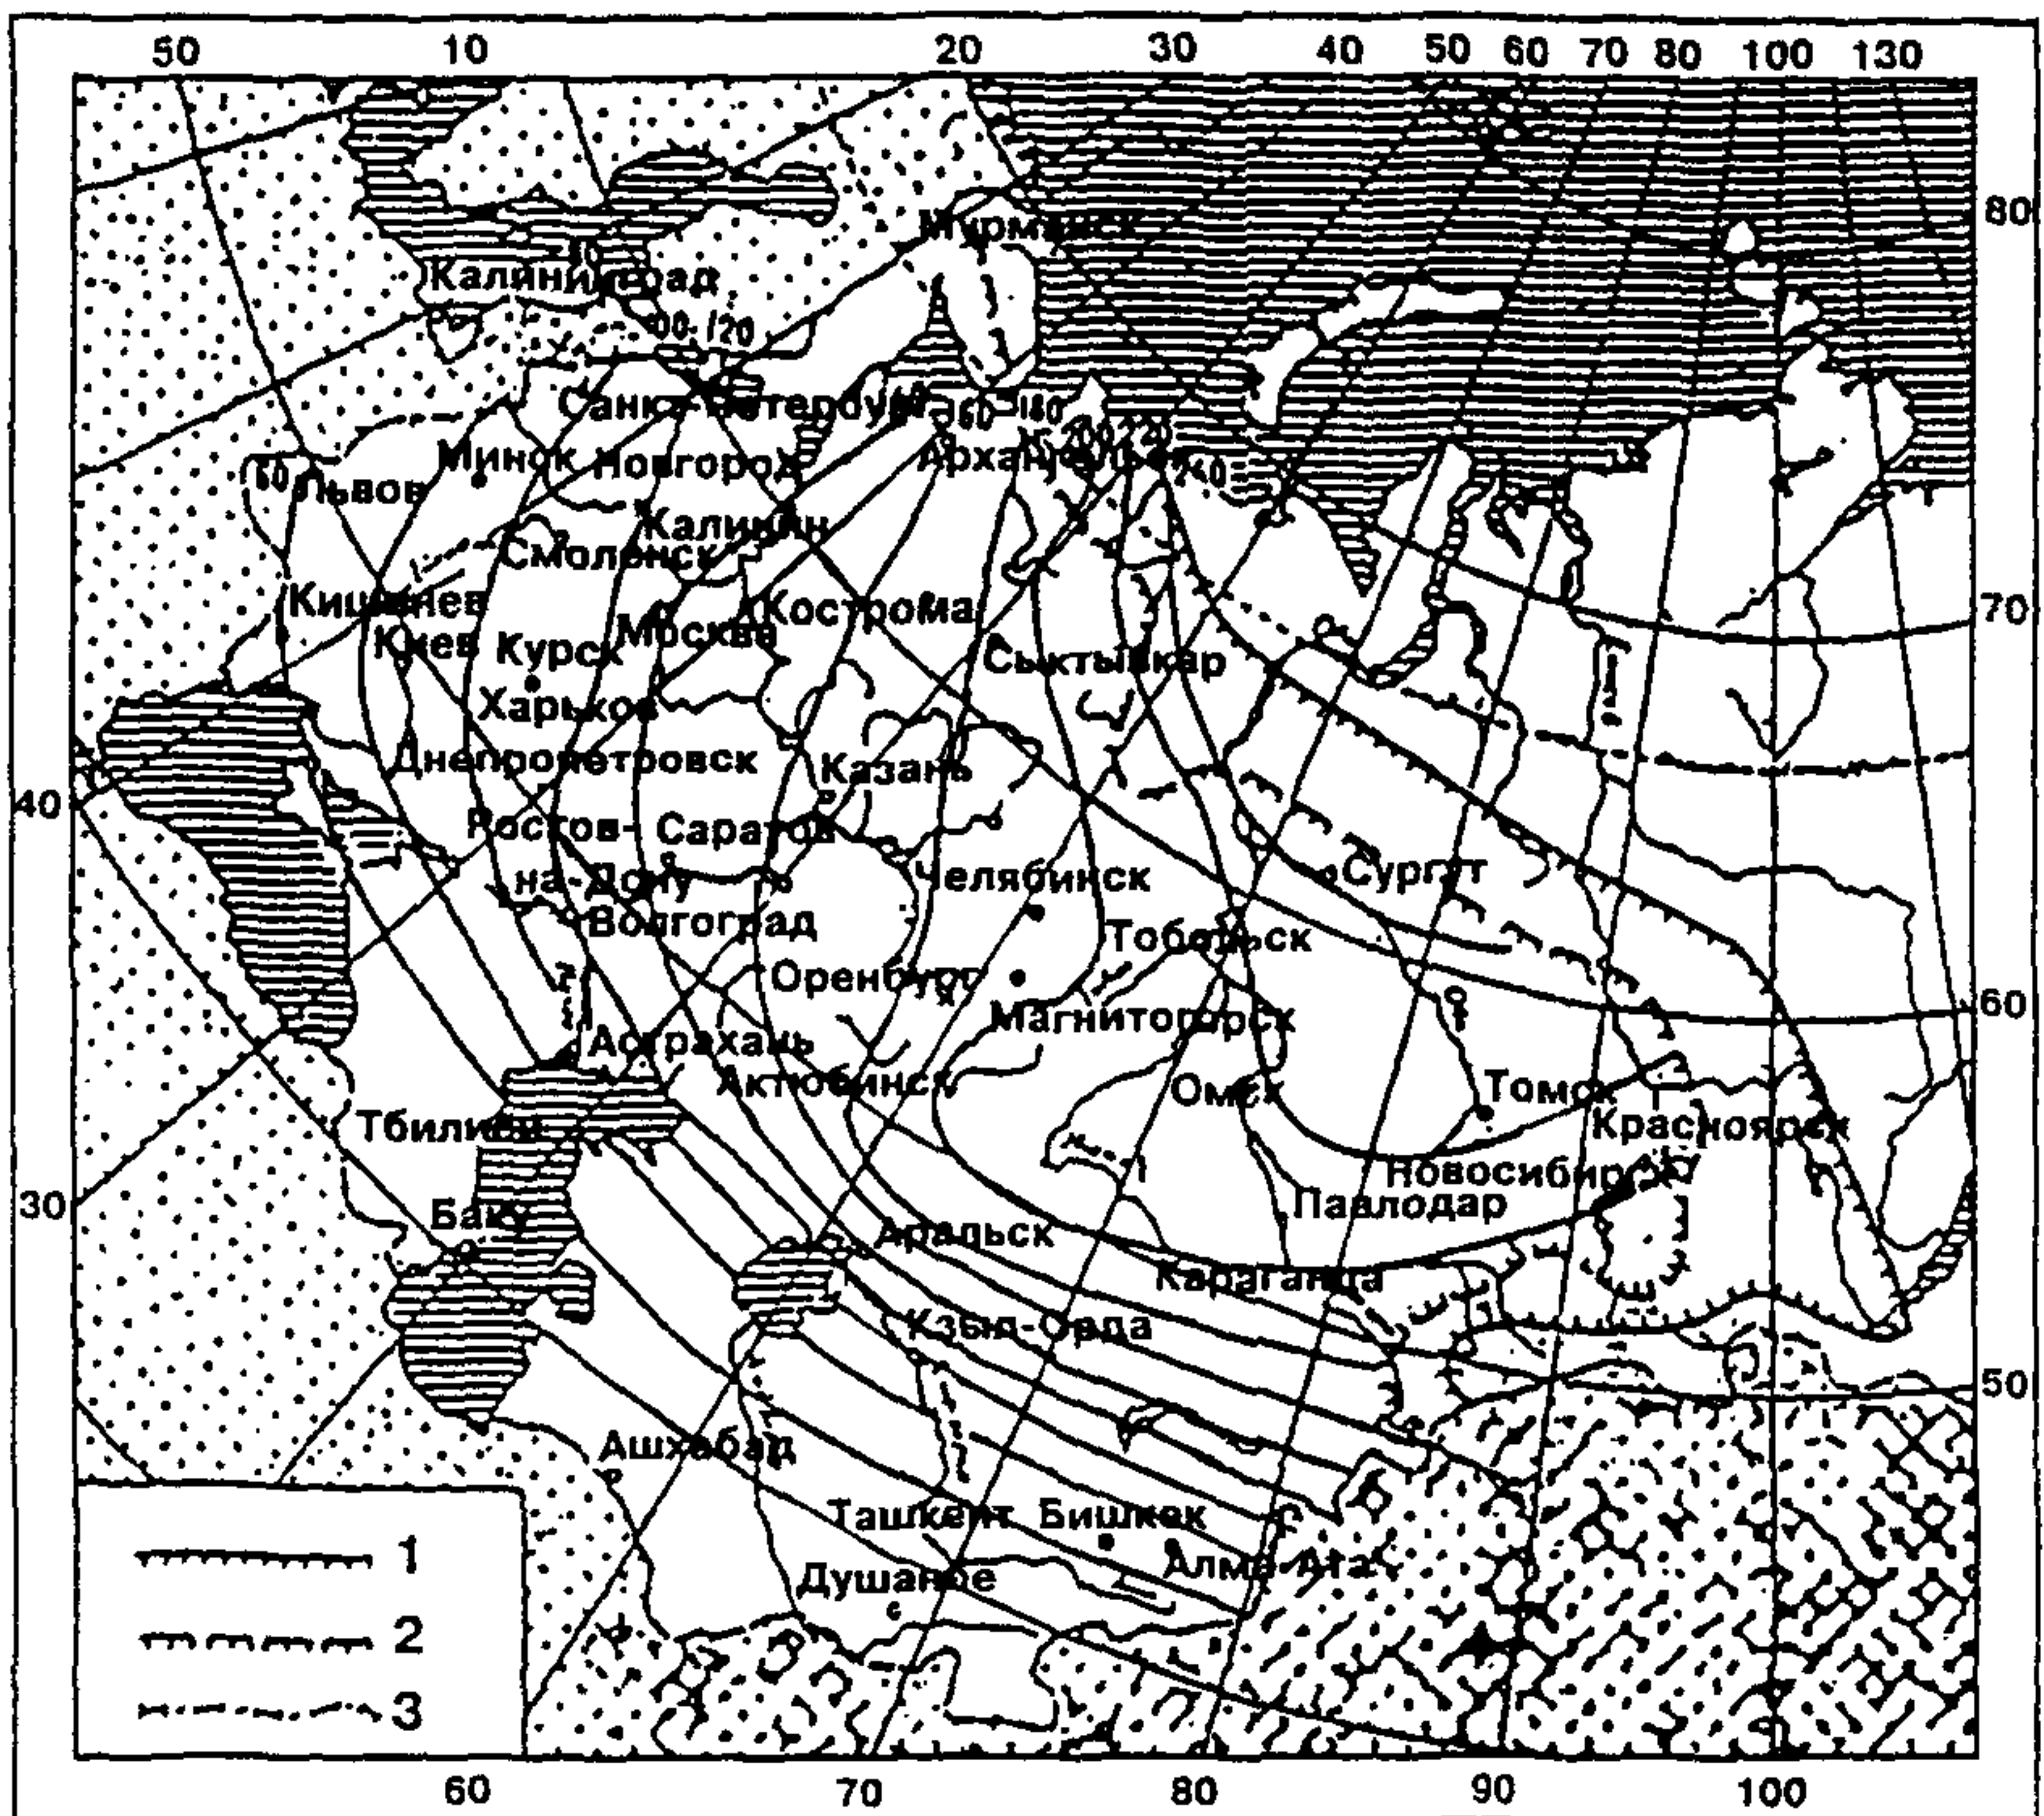 50 10 20 30 40 50 60 70 80 100 130
80
Мурманск
Калининград
Санкт-Петербург
160 180
200 220
240
Минск Новгород
Архангельск
60 Львов
Калинин
Смоленск
70
Кишинев
Кострома
Киев Курск Москва
Сыктывкар
Харьков
Днепропетровск
Казань
40
Ростов-
Саратов
на-Дону
Челябинск
Сургут
Волгоград
Тобольск
Оренбург
Магнитогорск
60
Астрахань
Актюбинск
Омск
Томск
Тбилиси
Красноярск
Новосибирск
30
Павлодар
Баку
Аральск
Караганда
Кзыл-Орда
50
Ашхабад
Ташкент Бишкек
1
Алма-Ата
Душанбе
2
3
60 70 80 90 100